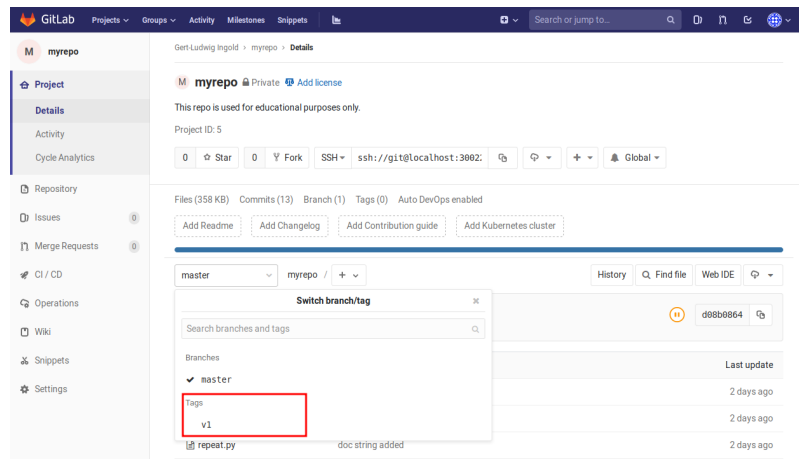 GitLab Projects Groups Activity Milestones Snippets Search or jump to...
M myrepo
Project
Details
Activity
Cycle Analytics
Repository
Issues 0
Merge Requests 0
CI / CD
Operations
Wiki
Snippets
Settings
Gert-Ludwig Ingold › myrepo › Details
M myrepo Private Add license
This repo is used for educational purposes only.
Project ID: 5
0 Star 0 Fork SSH ssh://git@localhost:3002 + Global
Files (358 KB) Commits (13) Branch (1) Tags (0) Auto DevOps enabled
Add Readme Add Changelog Add Contribution guide Add Kubernetes cluster
master myrepo / + History Find file Web IDE
Switch branch/tag ×
Search branches and tags
Branches
✔ master
Tags
v1
d08b0864
Last update
2 days ago
2 days ago
repeat.py doc string added 2 days ago